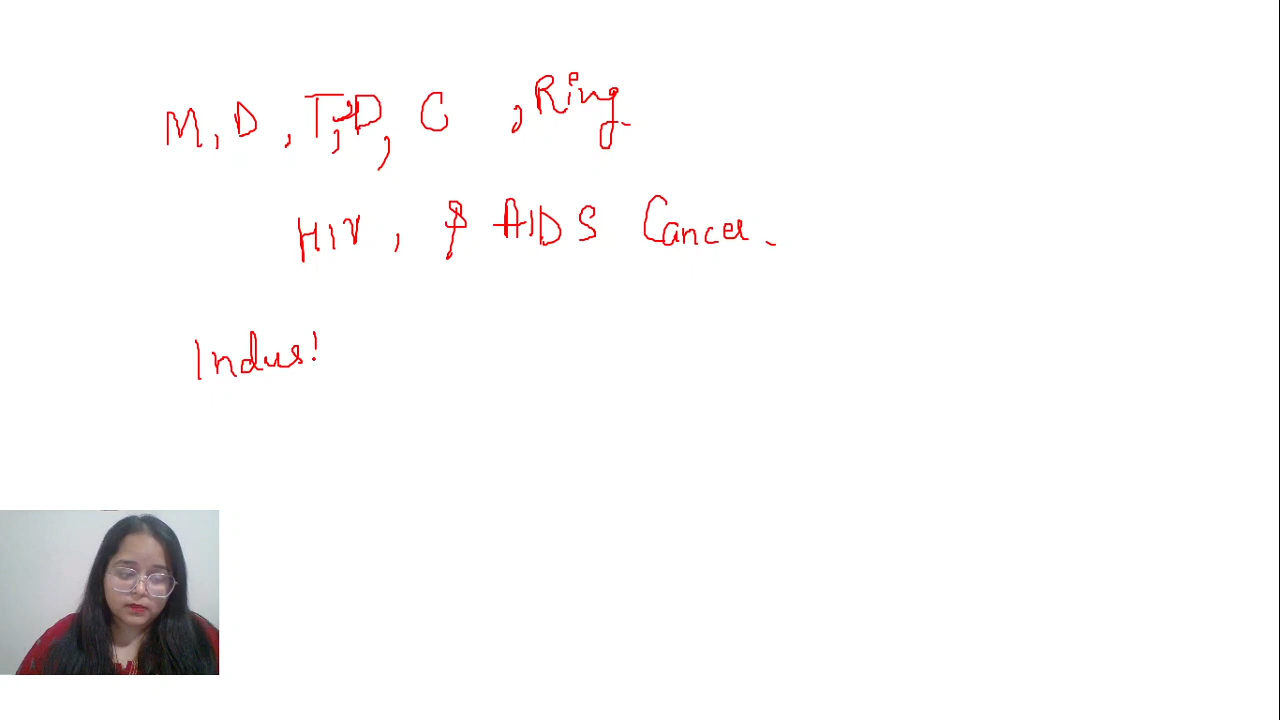 M, D, T, P, C , Ring.
HIV, & AIDS Cancer.
Indus!